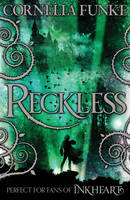 CORNELIA FUNKE
RECKLESS
PERFECT FOR FANS OF INKHEART